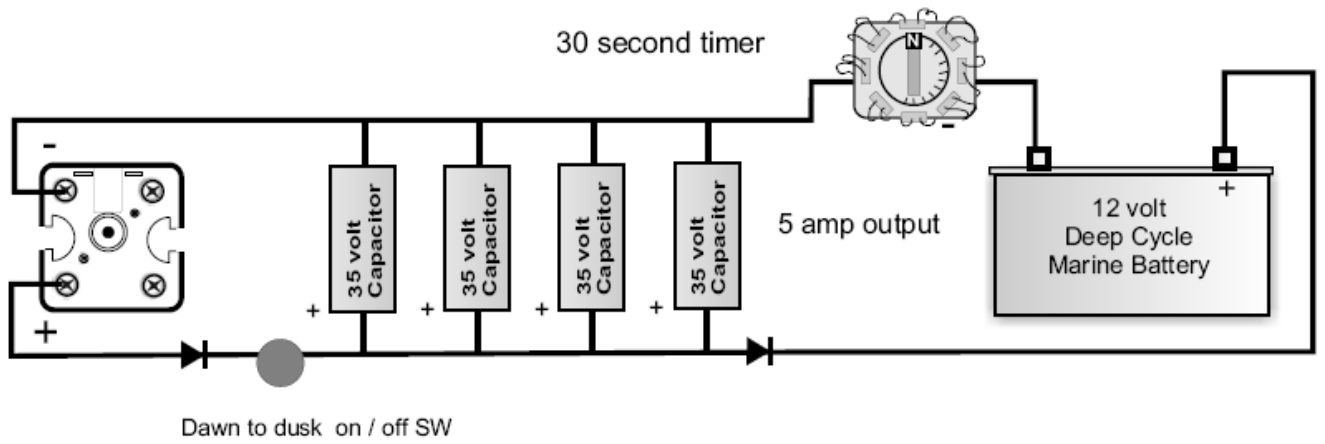 30 second timer
N
-
-
35 volt
Capacitor
35 volt
Capacitor
35 volt
Capacitor
35 volt
Capacitor
5 amp output
+
12 volt
Deep Cycle
Marine Battery
+
+
+
+
+
Dawn to dusk on / off SW